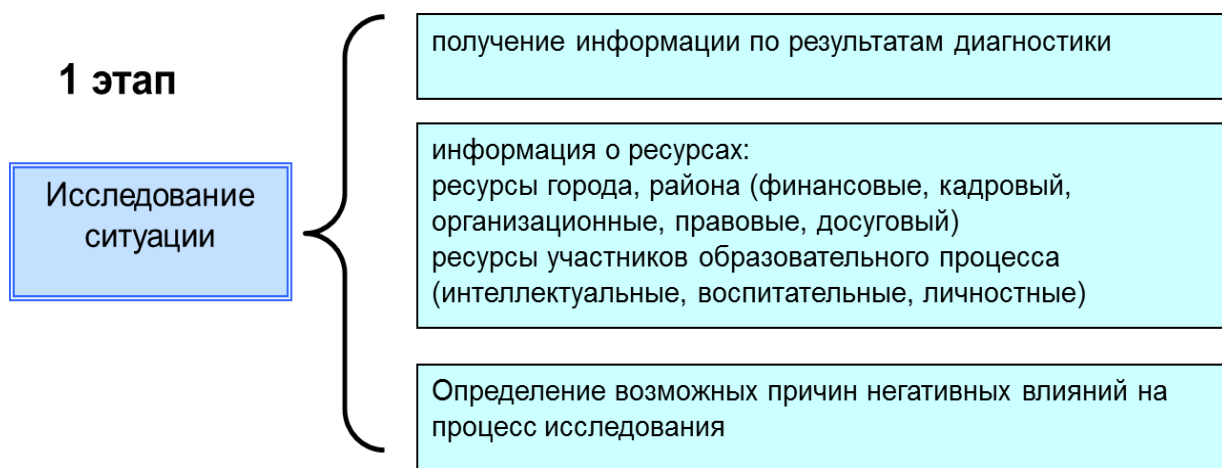 1 этап
Исследование
ситуации
получение информации по результатам диагностики
информация о ресурсах:
ресурсы города, района (финансовые, кадровый,
организационные, правовые, досуговый)
ресурсы участников образовательного процесса
(интеллектуальные, воспитательные, личностные)
Определение возможных причин негативных влияний на
процесс исследования